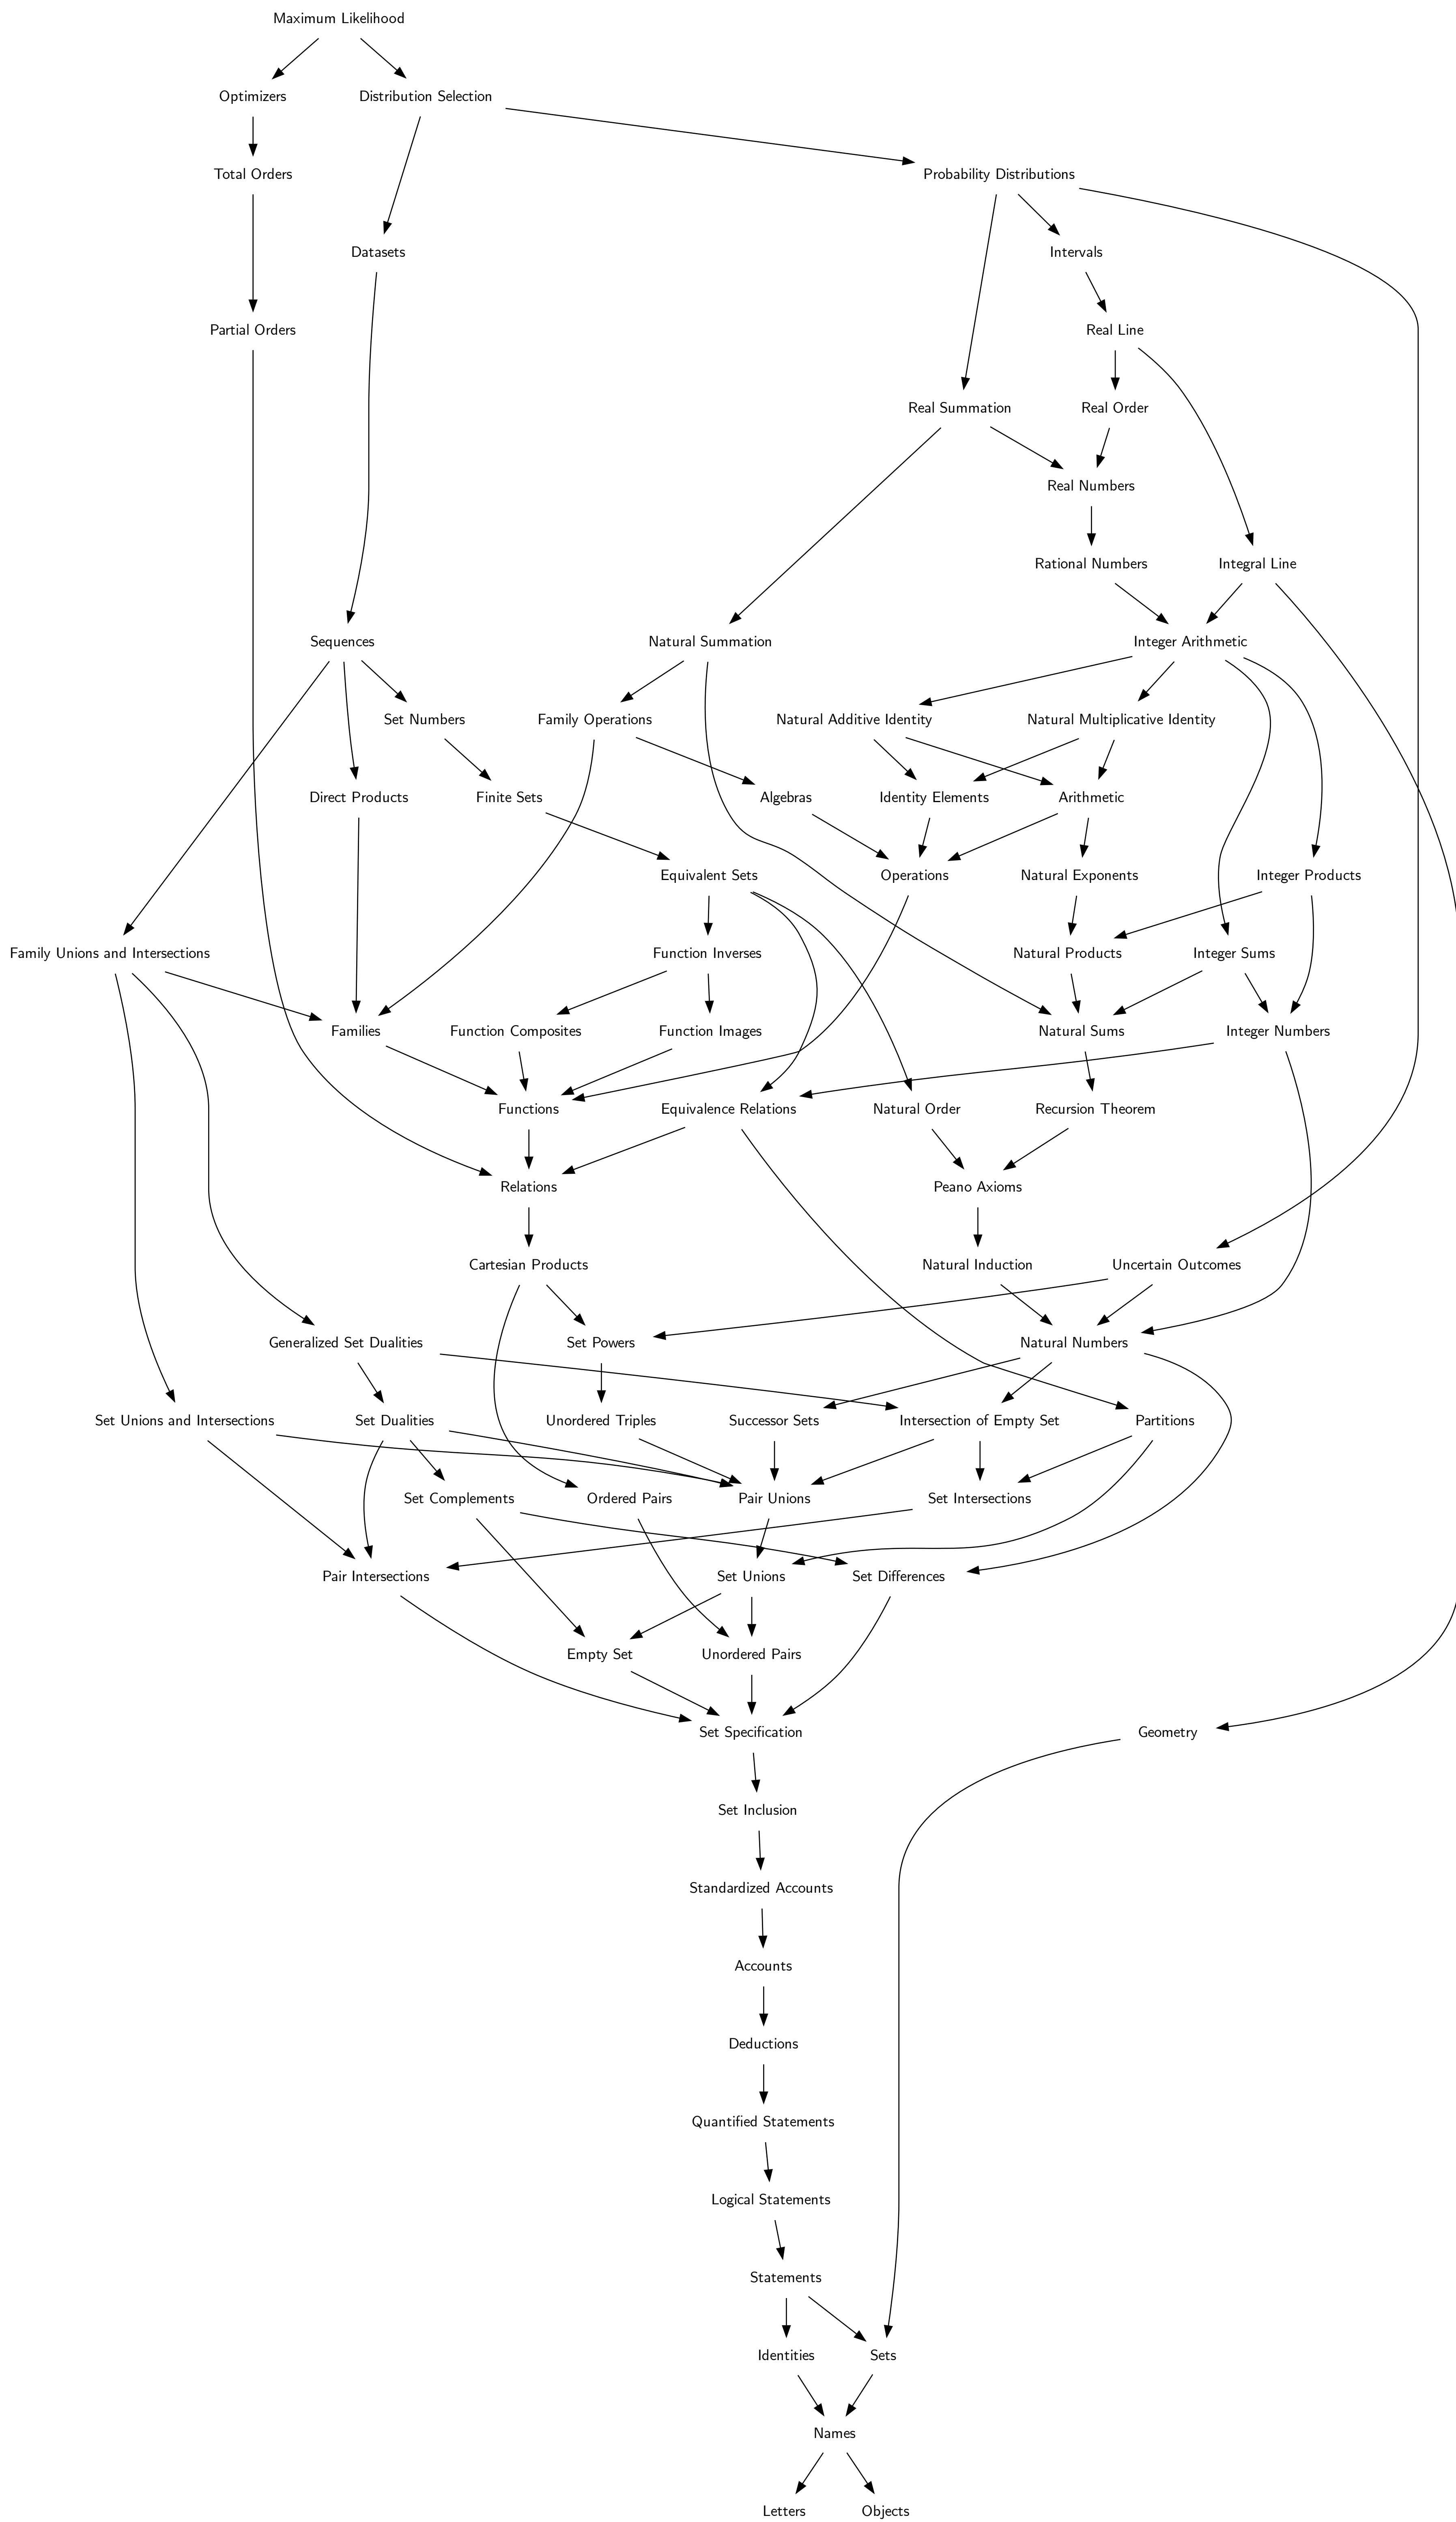 Maximum Likelihood
Optimizers
Distribution Selection
Total Orders
Probability Distributions
Datasets
Intervals
Partial Orders
Real Line
Real Summation
Real Order
Real Numbers
Rational Numbers
Integral Line
Sequences
Natural Summation
Integer Arithmetic
Set Numbers
Family Operations
Natural Additive Identity
Natural Multiplicative Identity
Direct Products
Finite Sets
Algebras
Identity Elements
Arithmetic
Equivalent Sets
Operations
Natural Exponents
Integer Products
Family Unions and Intersections
Function Inverses
Natural Products
Integer Sums
Families
Function Composites
Function Images
Natural Sums
Integer Numbers
Functions
Equivalence Relations
Natural Order
Recursion Theorem
Relations
Peano Axioms
Cartesian Products
Natural Induction
Uncertain Outcomes
Generalized Set Dualities
Set Powers
Natural Numbers
Set Unions and Intersections
Set Dualities
Unordered Triples
Successor Sets
Intersection of Empty Set
Partitions
Set Complements
Ordered Pairs
Pair Unions
Set Intersections
Pair Intersections
Set Unions
Set Differences
Empty Set
Unordered Pairs
Set Specification
Geometry
Set Inclusion
Standardized Accounts
Accounts
Deductions
Quantified Statements
Logical Statements
Statements
Identities
Sets
Names
Letters
Objects